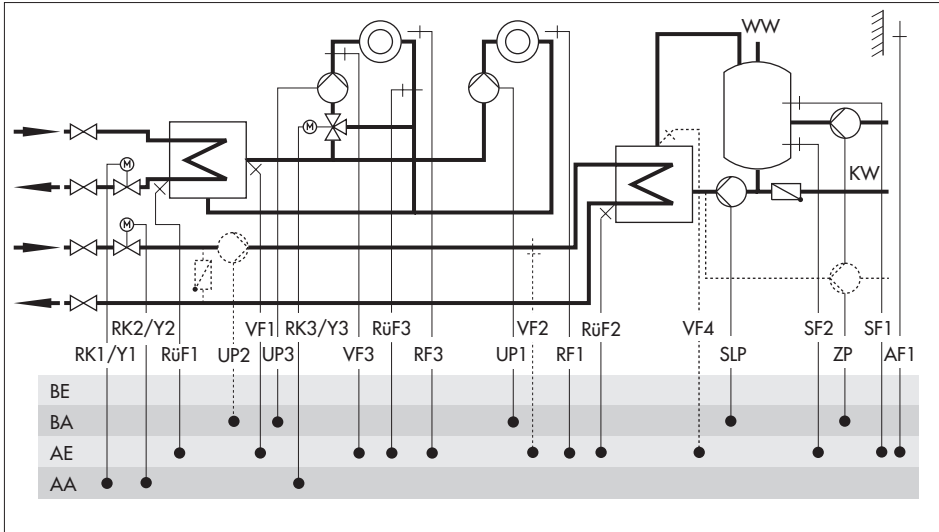 WW
M
KW
M
M
RK2/Y2 VF1 RK3/Y3 RüF3 VF2 RüF2 VF4 SF2 SF1
RK1/Y1 RüF1 UP2 UP3 VF3 RF3 UP1 RF1 SLP ZP AF1
BE
BA
AE
AA